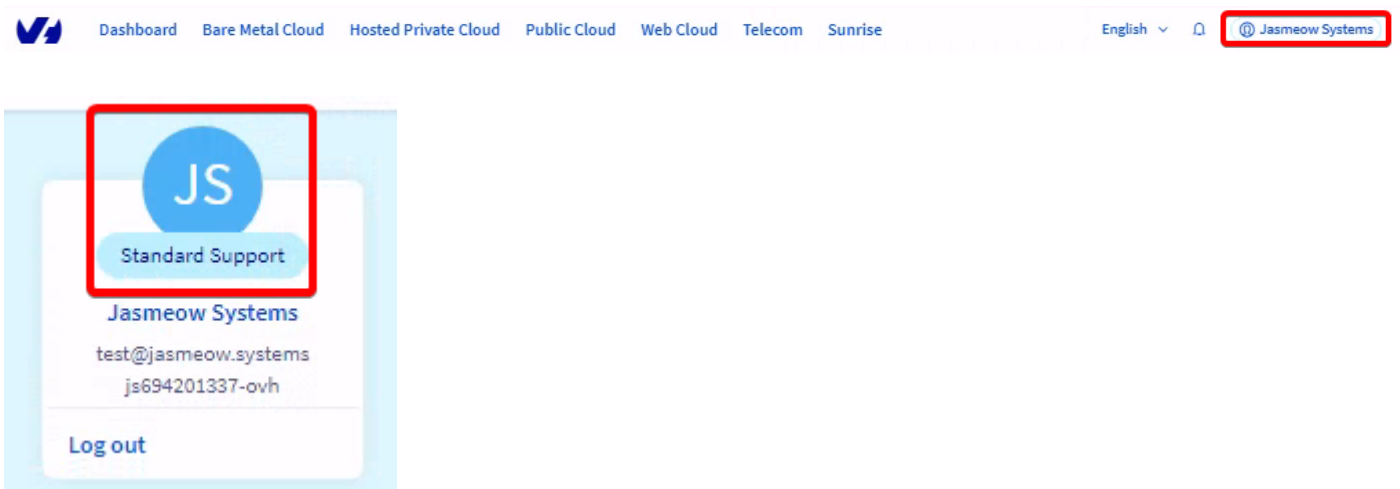 Dashboard Bare Metal Cloud Hosted Private Cloud Public Cloud Web Cloud Telecom Sunrise English Jasmeow Systems
JS
Standard Support
Jasmeow Systems
test@jasmeow.systems
js694201337-ovh
Log out